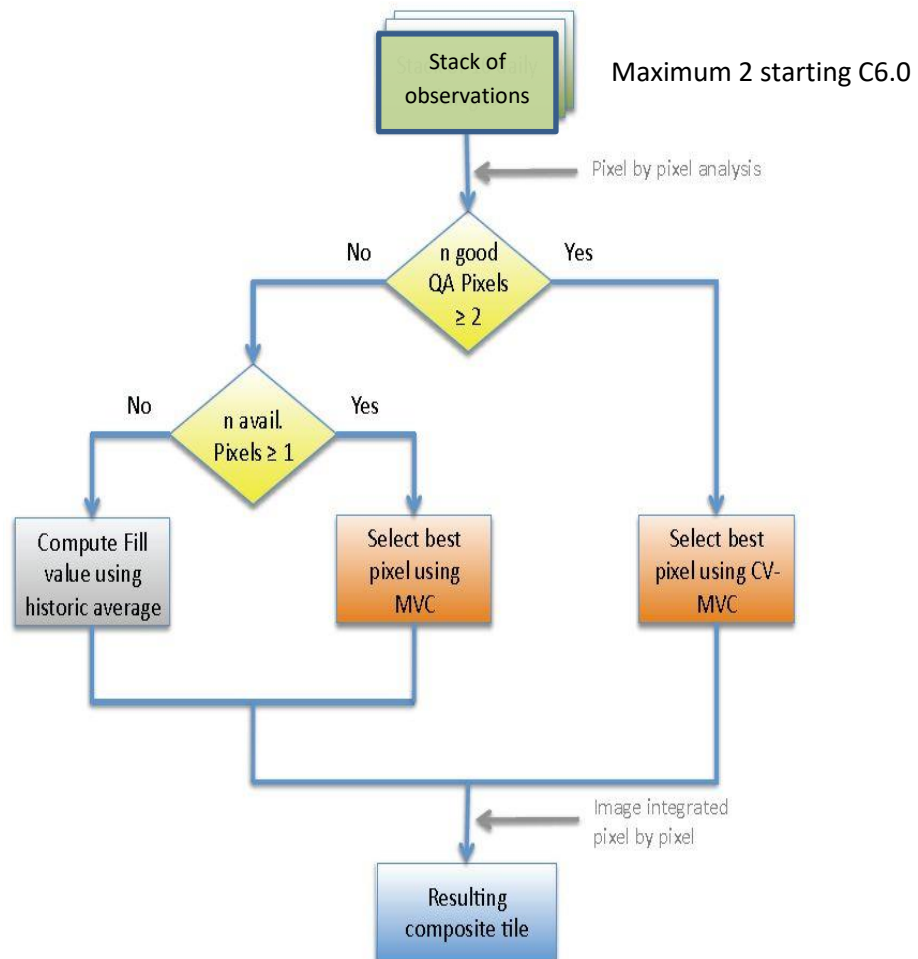 Stack of
observations
Maximum 2 starting C6.0
Pixel by pixel analysis
No
Yes
n good
QA Pixels
≥ 2
No
Yes
n avail.
Pixels ≥ 1
Compute Fill
value using
historic average
Select best
pixel using
MVC
Select best
pixel using CV-
MVC
Image integrated
pixel by pixel
Resulting
composite tile